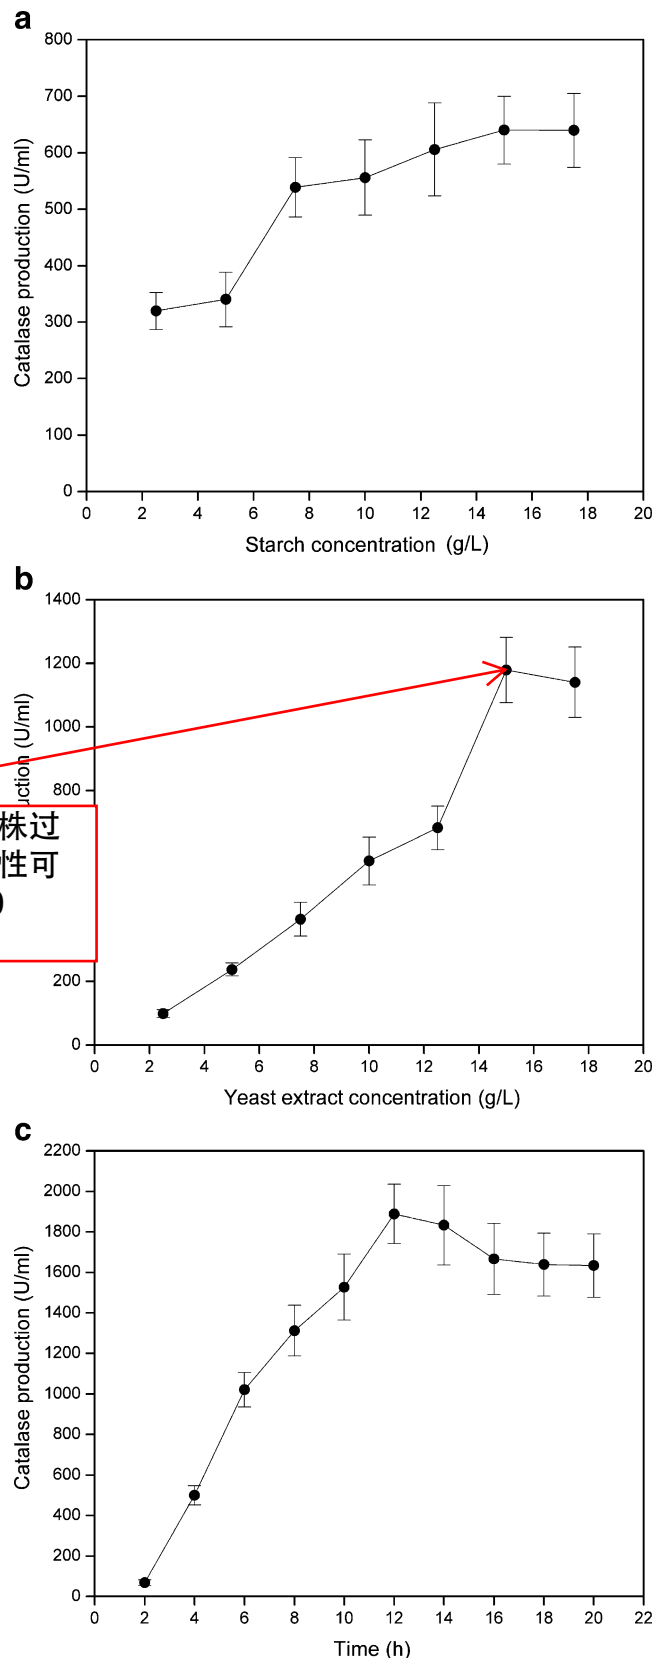 a
800
700
600
500
400
300
200
100
0
0 2 4 6 8 10 12 14 16 18 20
Catalase production (U/ml)
Starch concentration (g/L)
b
1400
1200
1000
800
200
0
0 2 4 6 8 10 12 14 16 18 20
uction (U/ml)
株过
性可
)
Yeast extract concentration (g/L)
c
2200
2000
1800
1600
1400
1200
1000
800
600
400
200
0
0 2 4 6 8 10 12 14 16 18 20 22
Catalase production (U/ml)
Time (h)